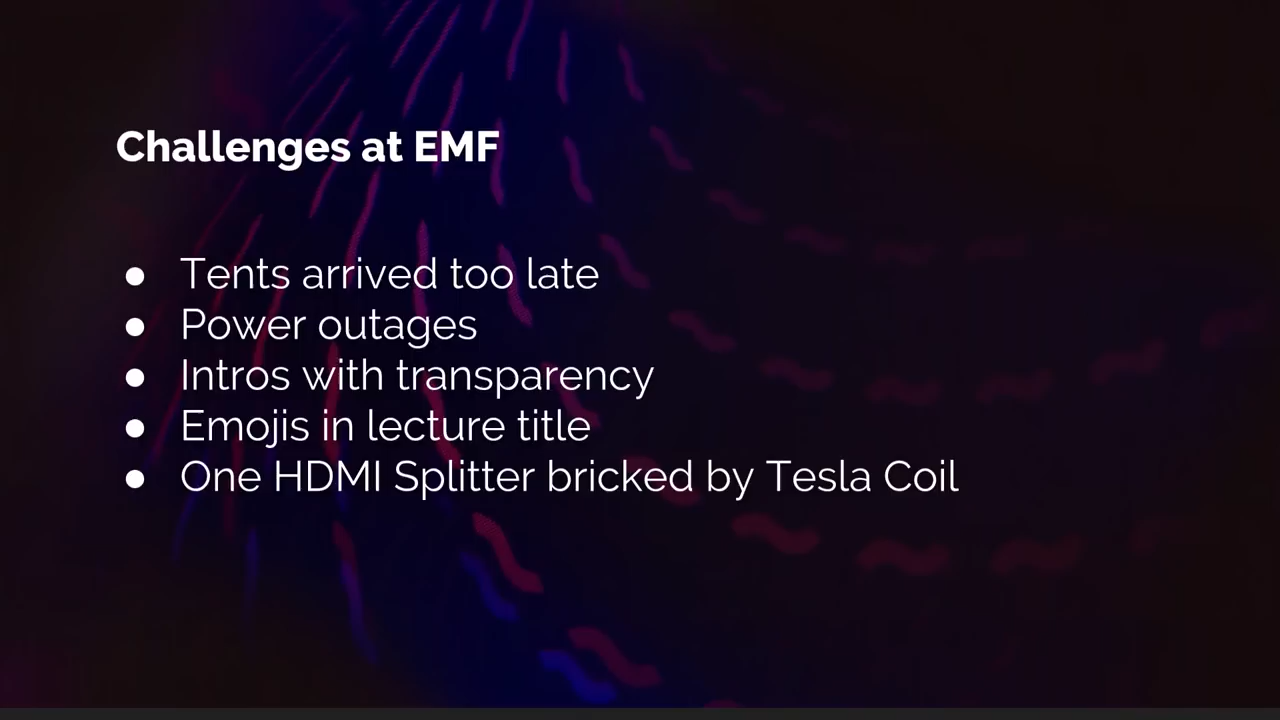 Challenges at EMF
● Tents arrived too late
● Power outages
● Intros with transparency
● Emojis in lecture title
● One HDMI Splitter bricked by Tesla Coil